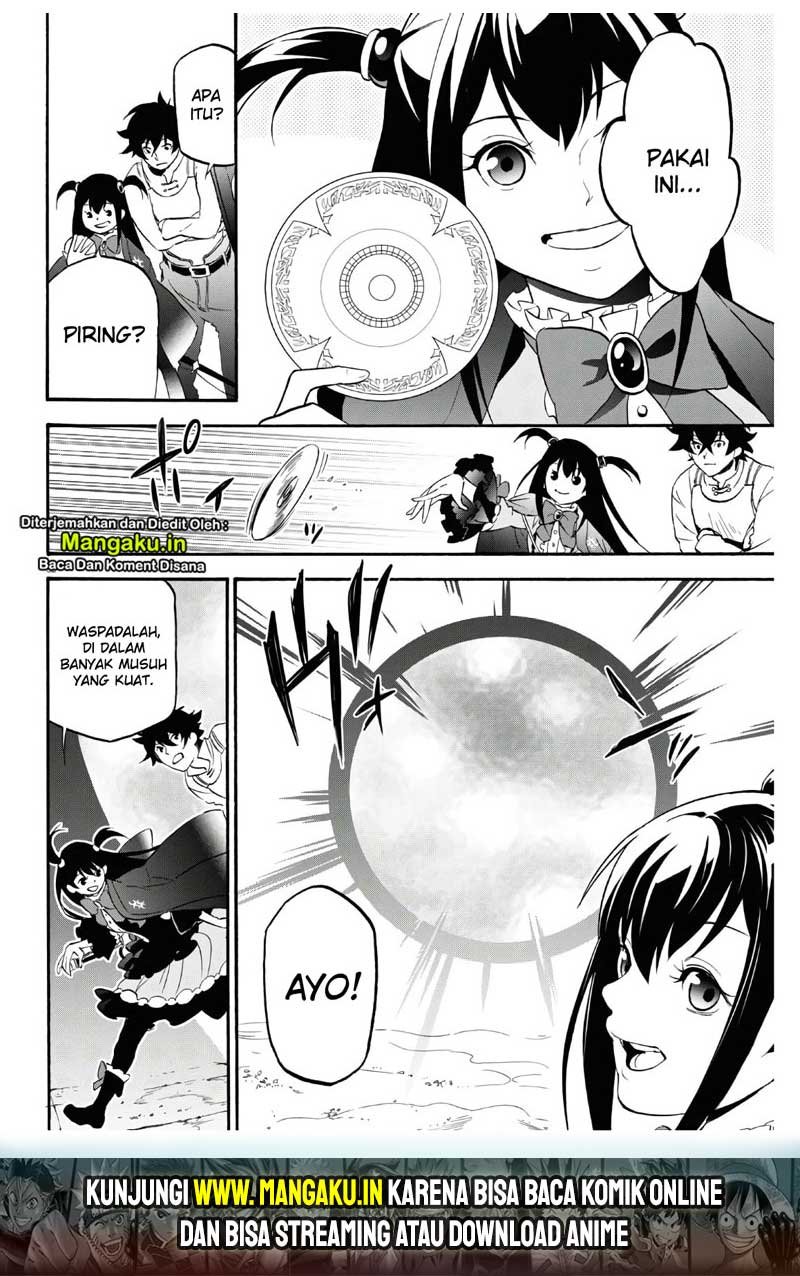 PAKAI
INI...
APA
ITU?
PIRING?
ポイ
Diterjemahkan dan Diedit Oleh :
Mangaku.in
Baca Dan Koment Disana
AYO!
WASPADALAH,
DI DALAM
BANYAK MUSUH
YANG KUAT.
KUNJUNGI WWW. MANGAKU.IN KARENA BISA BACA KOMIK ONLINE
DAN BISA STREAMING ATAU DOWNLOAD ANIME